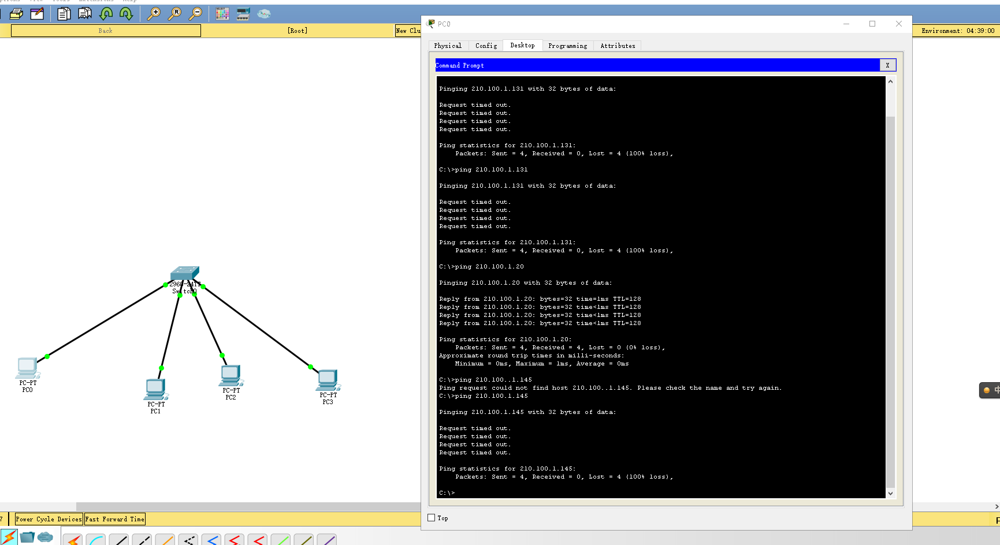 Back
[Root]
New Clu
Environment: 04:39:00
PC0
Physical
Config
Desktop
Programming
Attributes
Command Prompt
X
Pinging 210.100.1.131 with 32 bytes of data:
Request timed out.
Request timed out.
Request timed out.
Request timed out.
Ping statistics for 210.100.1.131:
Packets: Sent = 4, Received = 0, Lost = 4 (100% loss),
C:\>ping 210.100.1.131
Pinging 210.100.1.131 with 32 bytes of data:
Request timed out.
Request timed out.
Request timed out.
Request timed out.
Ping statistics for 210.100.1.131:
Packets: Sent = 4, Received = 0, Lost = 4 (100% loss),
C:\>ping 210.100.1.20
Pinging 210.100.1.20 with 32 bytes of data:
Reply from 210.100.1.20: bytes=32 time=1ms TTL=128
Reply from 210.100.1.20: bytes=32 time<1ms TTL=128
Reply from 210.100.1.20: bytes=32 time<1ms TTL=128
Reply from 210.100.1.20: bytes=32 time<1ms TTL=128
Ping statistics for 210.100.1.20:
Packets: Sent = 4, Received = 4, Lost = 0 (0% loss),
Approximate round trip times in milli-seconds:
Minimum = 0ms, Maximum = 1ms, Average = 0ms
C:\>ping 210.100..1.145
Ping request could not find host 210.100..1.145. Please check the name and try again.
C:\>ping 210.100.1.145
Pinging 210.100.1.145 with 32 bytes of data:
Request timed out.
Request timed out.
Request timed out.
Request timed out.
Ping statistics for 210.100.1.145:
Packets: Sent = 4, Received = 0, Lost = 4 (100% loss),
C:\>
Top
2960-24TT
Switch0
PC-PT
PC0
PC-PT
PC1
PC-PT
PC2
PC-PT
PC3
7
Power Cycle Devices
Fast Forward Time